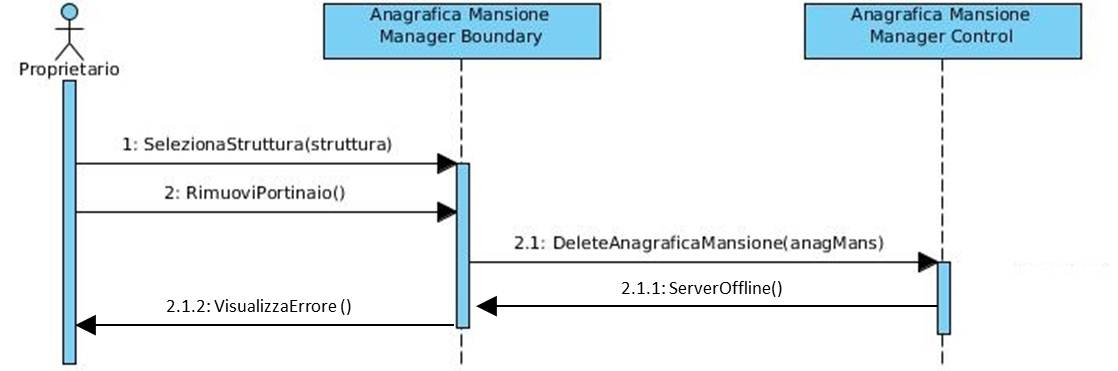 Anagrafica Mansione
Manager Boundary
Anagrafica Mansione
Manager Control
Proprietario
1: SelezionaStruttura(struttura)
2: RimuoviPortinaio()
2.1: DeleteAnagraficaMansione(anagMans)
2.1.1: ServerOffline()
2.1.2: VisualizzaErrore ()